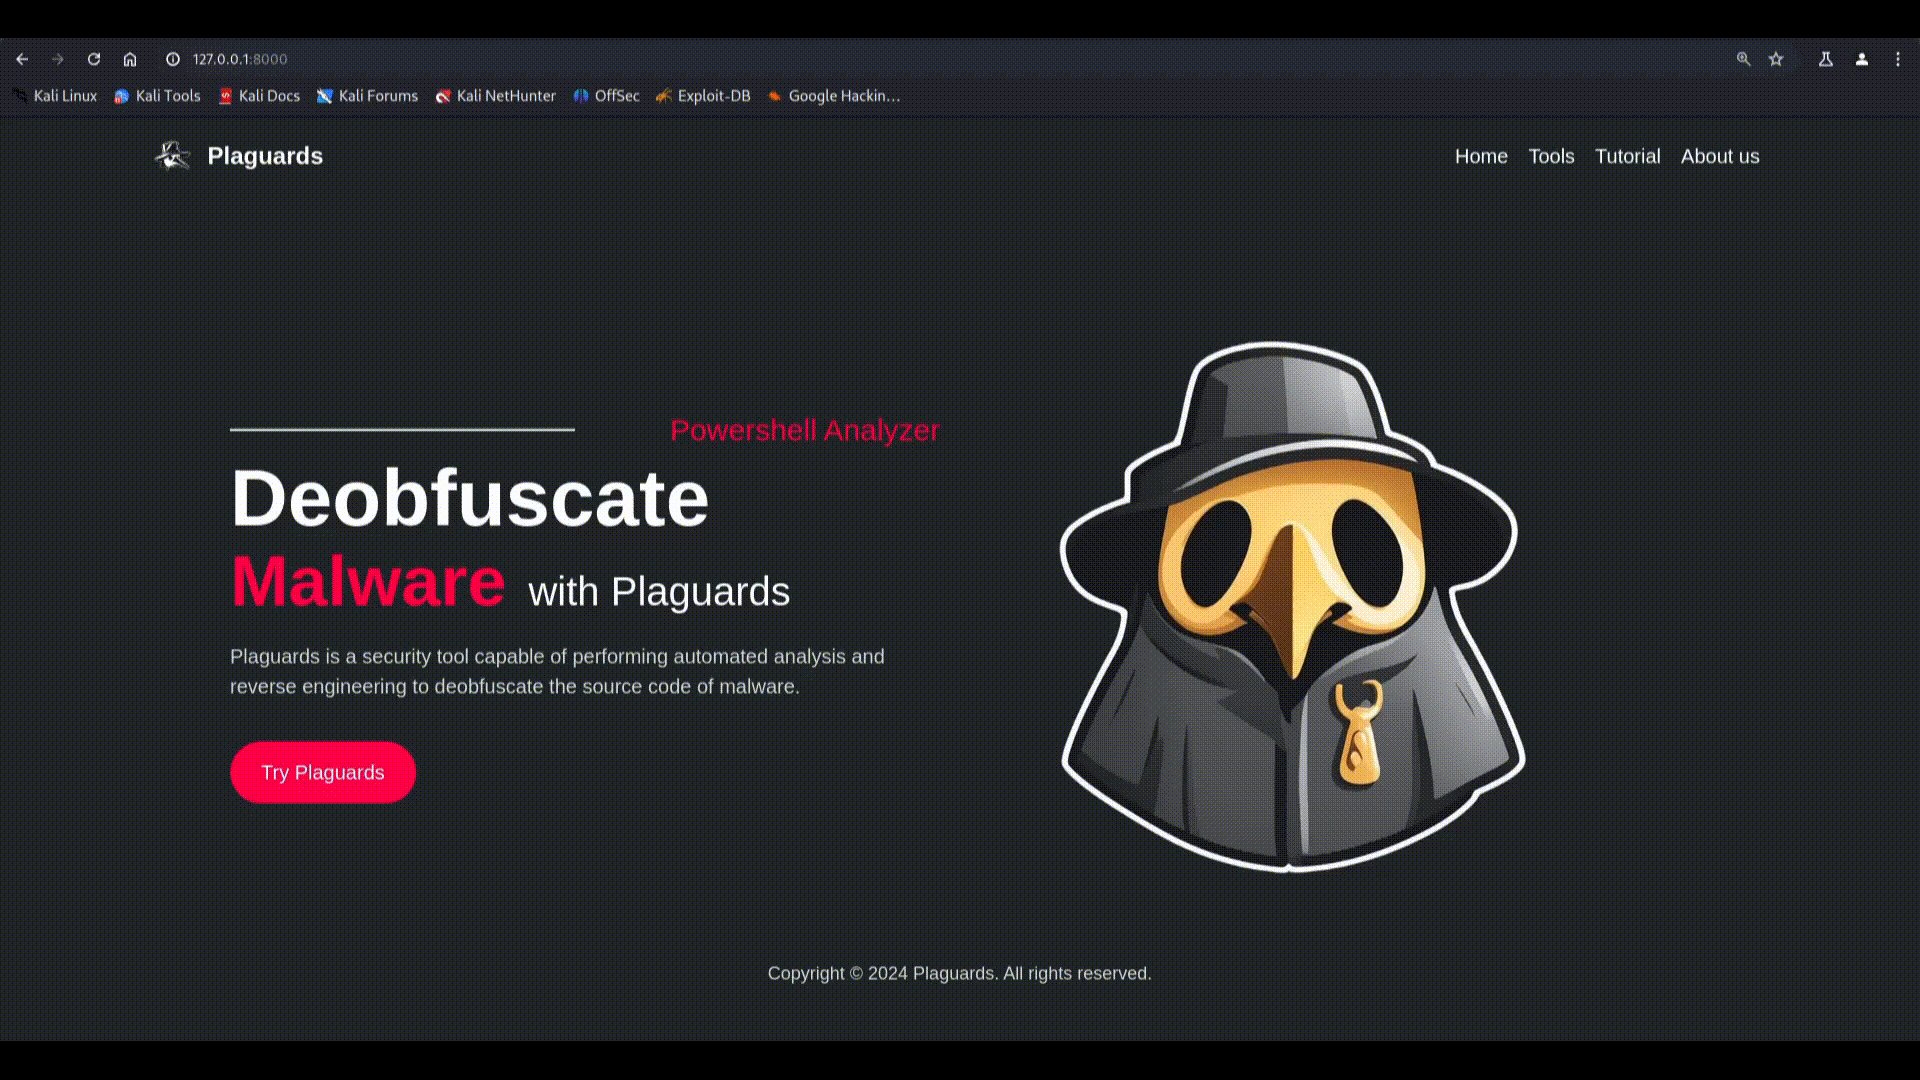 127.0.0.1:8000
Kali Linux Kali Tools Kali Docs Kali Forums Kali NetHunter OffSec Exploit-DB Google Hackin…
Plaguards Home Tools Tutorial About us
Powershell Analyzer
Deobfuscate
Malware with Plaguards
Plaguards is a security tool capable of performing automated analysis and
reverse engineering to deobfuscate the source code of malware.
Try Plaguards
Copyright © 2024 Plaguards. All rights reserved.